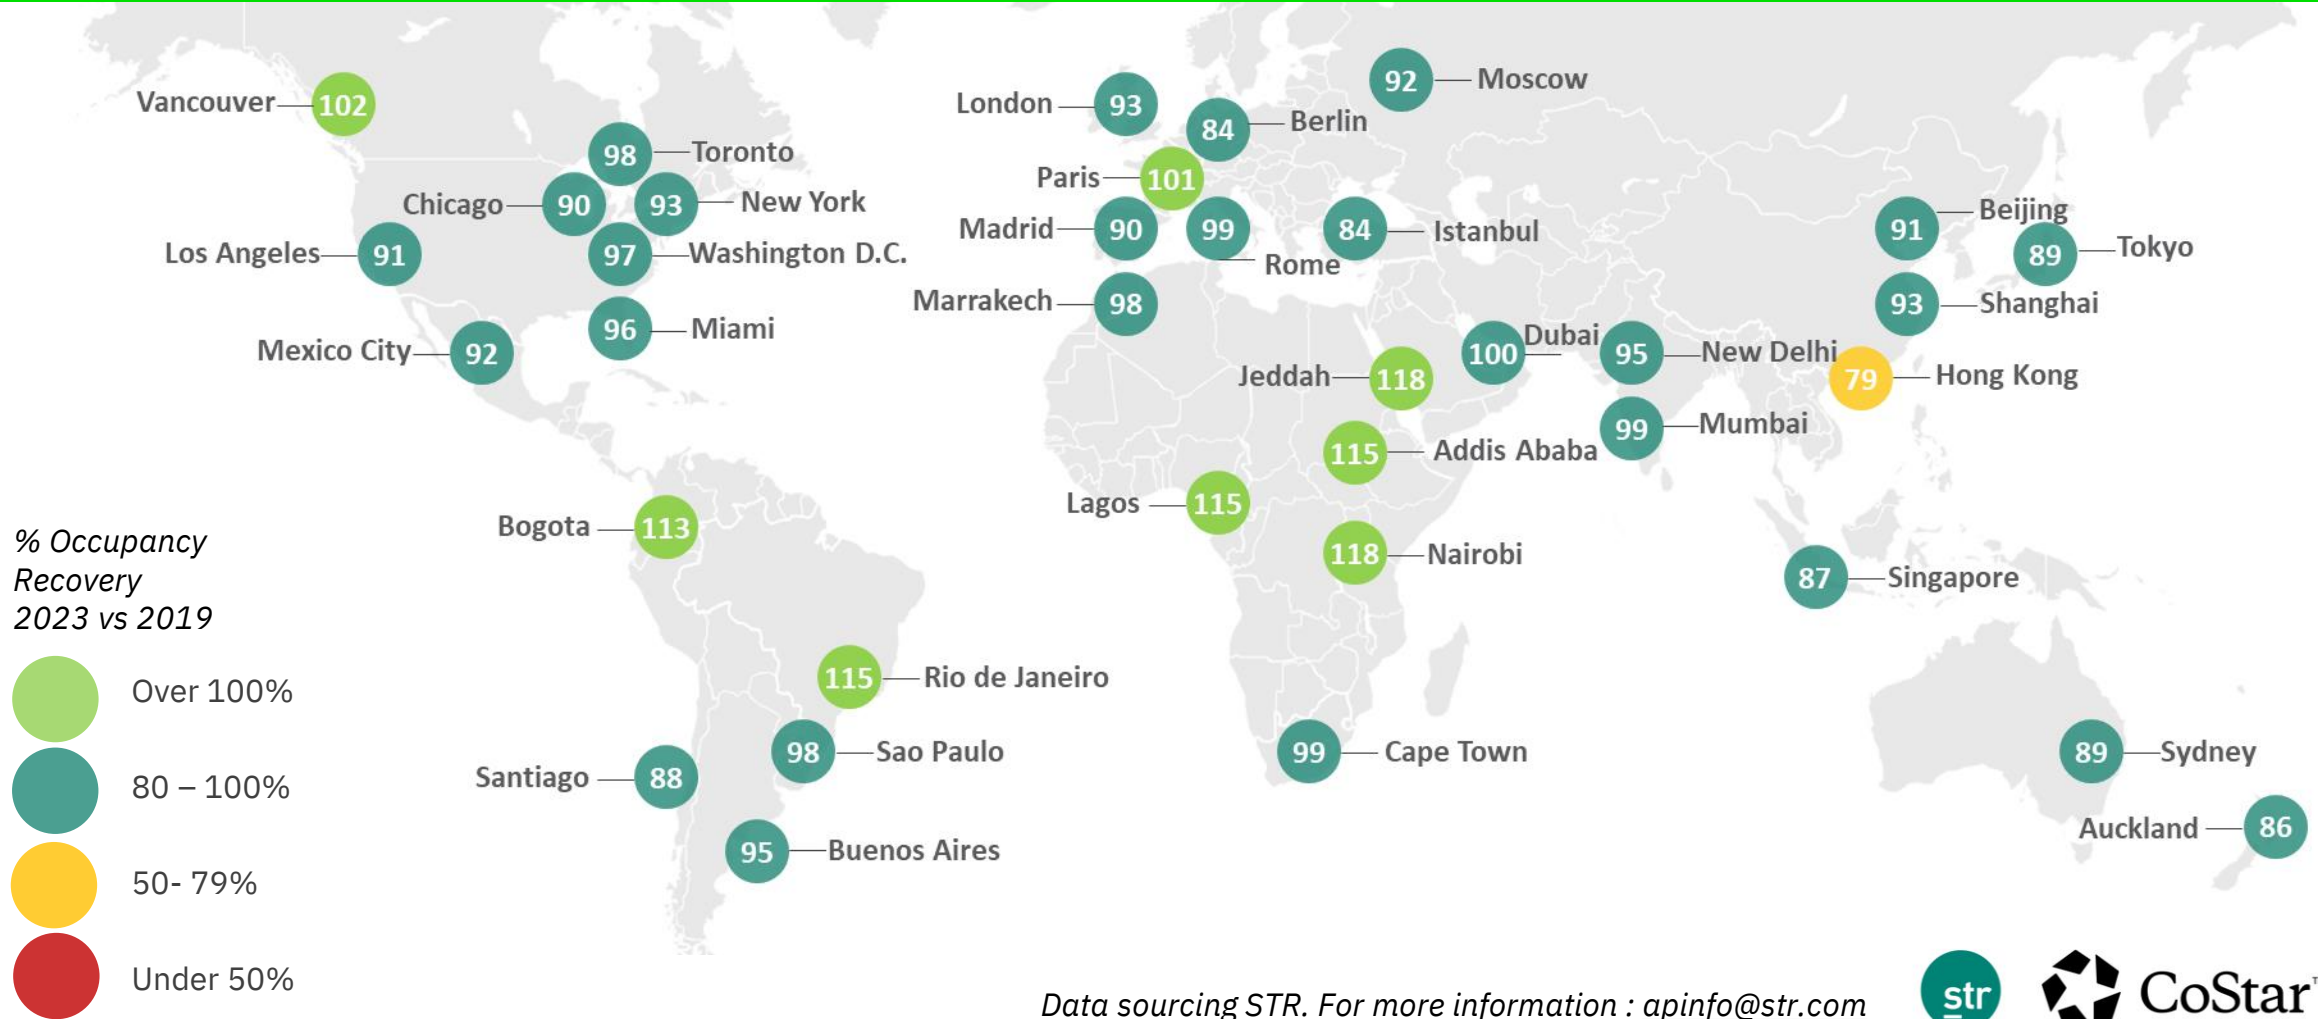 Vancouver
102
98
Toronto
Chicago
90
93
New York
Los Angeles
91
97
Washington D.C.
Mexico City
92
96
Miami
Bogota
113
115
Rio de Janeiro
98
Sao Paulo
Santiago
88
95
Buenos Aires
London
93
84
Berlin
92
Moscow
Paris
101
Madrid
90
99
Rome
84
Istanbul
Marrakech
98
Jeddah
118
100
Dubai
95
New Delhi
99
Mumbai
115
Addis Ababa
Lagos
115
118
Nairobi
99
Cape Town
91
Beijing
89
Tokyo
93
Shanghai
79
Hong Kong
87
Singapore
89
Sydney
Auckland
86
% Occupancy
Recovery
2023 vs 2019
Over 100%
80 – 100%
50- 79%
Under 50%
Data sourcing STR. For more information : apinfo@str.com
str
CoStar™